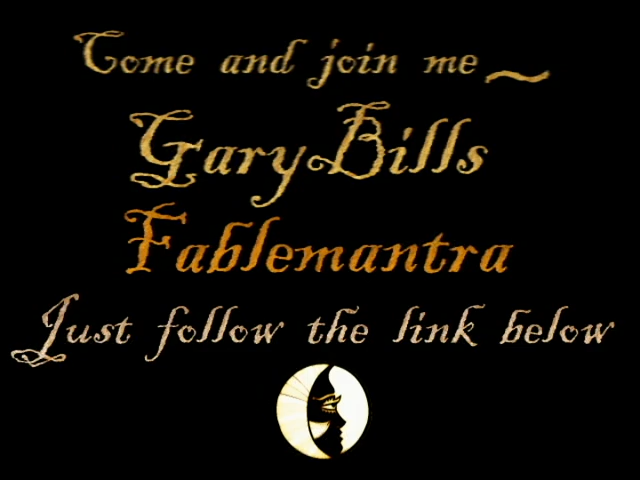 Come and join me ~
Gary Bills
Fablemantra
Just follow the link below